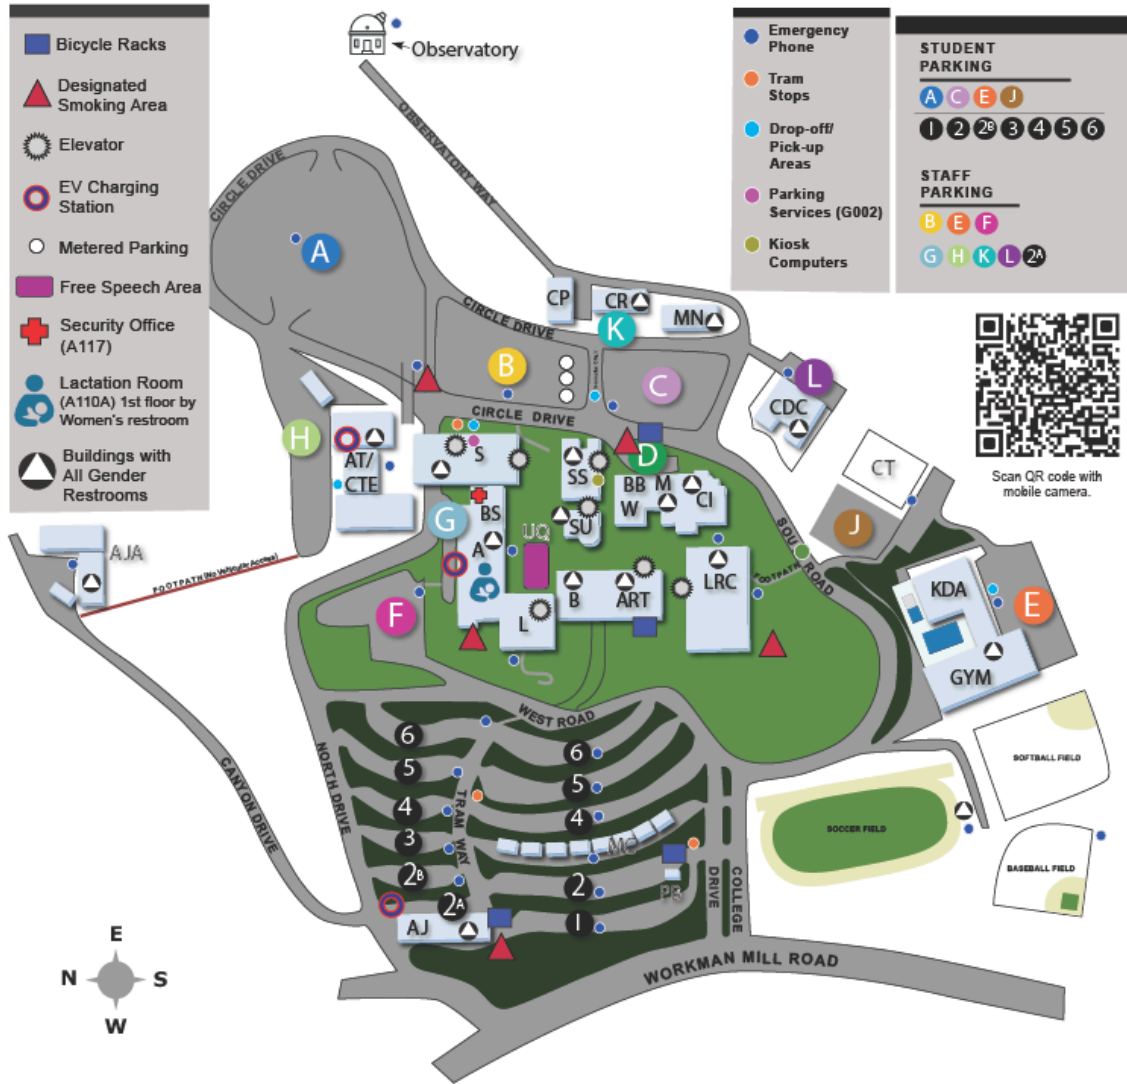 Bicycle Racks
Designated
Smoking Area
Elevator
EV Charging
Station
Metered Parking
Free Speech Area
Security Office
(A117)
Lactation Room
(A110A) 1st floor by
Women's restroom
Buildings with
All Gender
Restrooms
Observatory
Emergency
Phone
Tram
Stops
Drop-off/
Pick-up
Areas
Parking
Services (G002)
Kiosk
Computers
STUDENT
PARKING
A C E J
1 2 2B 3 4 5 6
STAFF
PARKING
B E F
G H K L 2A
Scan QR code with
mobile camera.
OBSERVATORY WAY
CIRCLE DRIVE
CIRCLE DRIVE
A
CP
CR
MN
K
CIRCLE DRIVE
B
C
L
CDC
CIRCLE DRIVE
H
AT/
CTE
S
SS
D
BB
M
W
CI
CT
G
BS
SU
J
UQ
A
AJA
FOOTPATH (No Vehicular Access)
SOUTH ROAD
FOOTPATH
LRC
B
ART
F
L
KDA
E
GYM
WEST ROAD
NORTH DRIVE
CANYON DRIVE
TRAM WAY
6
5
4
3
2B
2A
6
5
4
MC
2
PB
1
AJ
COLLEGE
DRIVE
SOFTBALL FIELD
SOCCER FIELD
BASEBALL FIELD
WORKMAN MILL ROAD
E
N
S
W